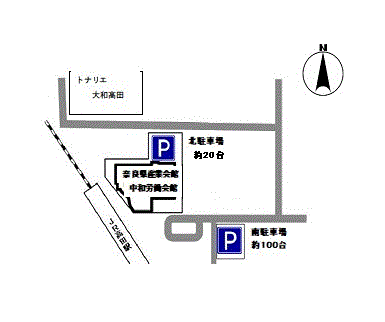 トナリエ
大和高田
N
P
北駐車場
約20台
奈良県産業会館
中和労働会館
JR高田駅
P
南駐車場
約100台